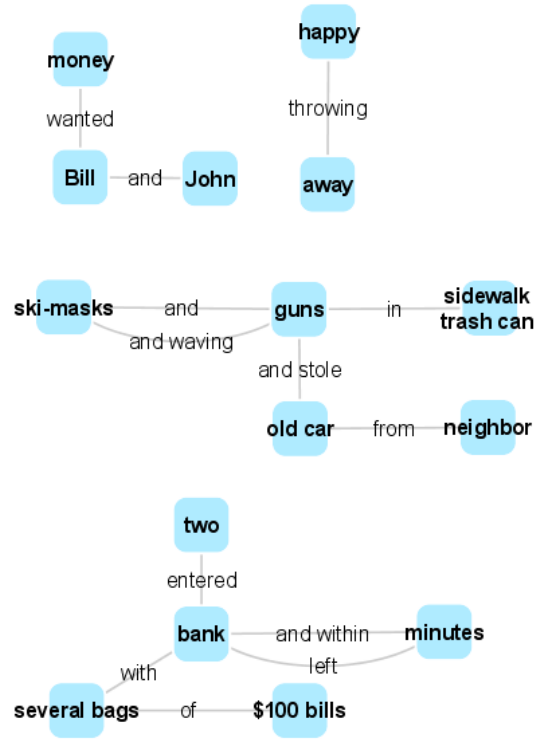 happy
money
throwing
wanted
Bill and John
away
ski-masks and guns in sidewalk
trash can
and waving
and stole
old car from neighbor
two
entered
bank and within minutes
left
with
several bags of $100 bills